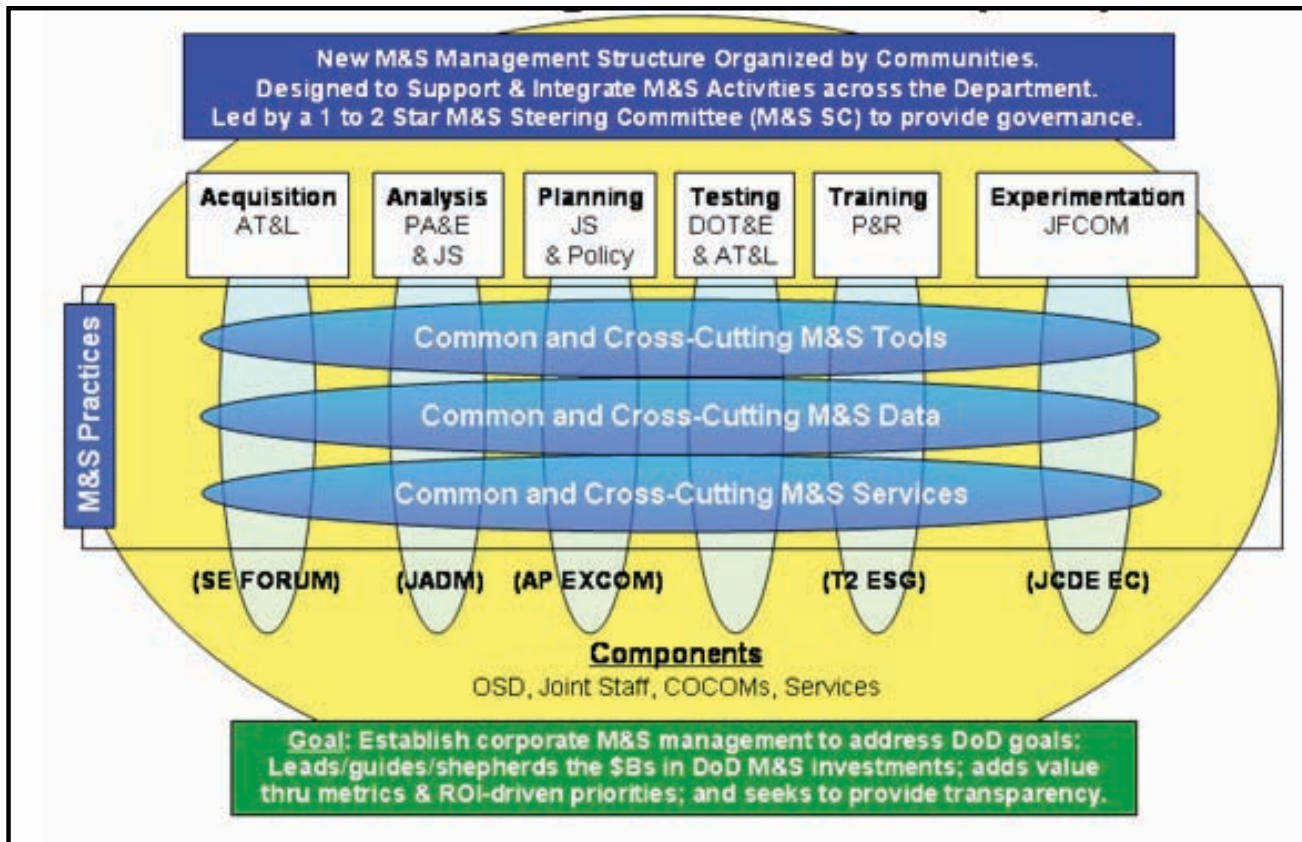 New M&S Management Structure Organized by Communities.
Designed to Support & Integrate M&S Activities across the Department.
Led by a 1 to 2 Star M&S Steering Committee (M&S SC) to provide governance.
Acquisition
AT&L
Analysis
PA&E
& JS
Planning
JS
& Policy
Testing
DOT&E
& AT&L
Training
P&R
Experimentation
JFCOM
M&S Practices
Common and Cross-Cutting M&S Tools
Common and Cross-Cutting M&S Data
Common and Cross-Cutting M&S Services
(SE FORUM)
(JADM)
(AP EXCOM)
(T2 ESG)
(JCDE EC)
Components
OSD, Joint Staff, COCOMs, Services
Goal: Establish corporate M&S management to address DoD goals:
Leads/guides/shepherds the $Bs in DoD M&S investments; adds value
thru metrics & ROI-driven priorities; and seeks to provide transparency.